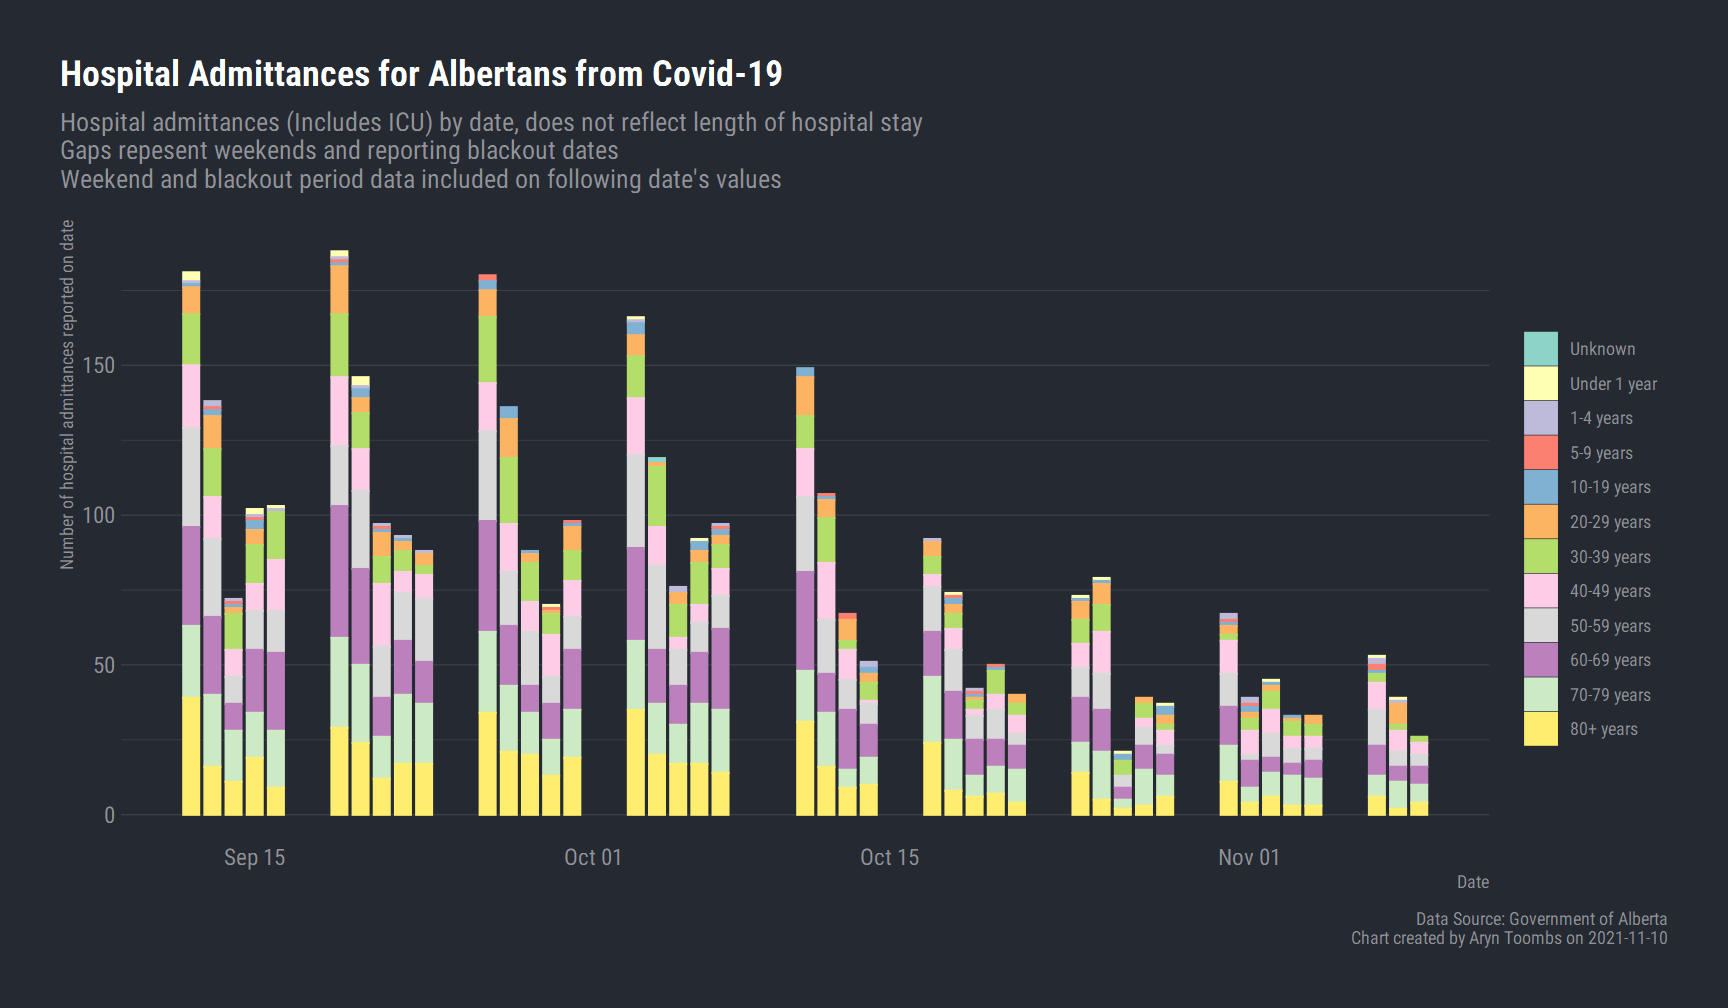 Hospital Admittances for Albertans from Covid-19
Hospital admittances (Includes ICU) by date, does not reflect length of hospital stay
Gaps repesent weekends and reporting blackout dates
Weekend and blackout period data included on following date's values
Number of hospital admittances reported on date
150
100
50
0
Sep 15
Oct 01
Oct 15
Nov 01
Date
Unknown
Under 1 year
1-4 years
5-9 years
10-19 years
20-29 years
30-39 years
40-49 years
50-59 years
60-69 years
70-79 years
80+ years
Data Source: Government of Alberta
Chart created by Aryn Toombs on 2021-11-10